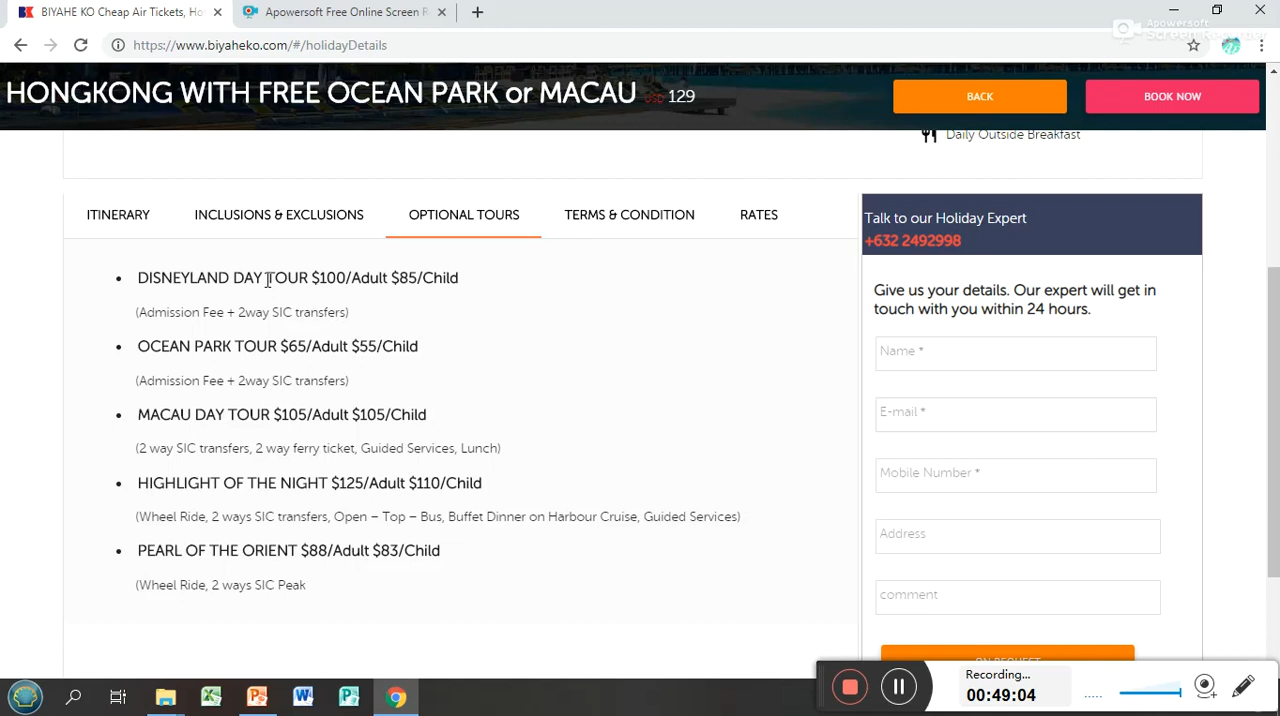 BIYAHE KO Cheap Air Tickets, Ho
Apowersoft Free Online Screen R
https://www.biyaheko.com/#/holidayDetails
Apowersoft
Screen Recorder
HONGKONG WITH FREE OCEAN PARK or MACAU USD 129
BACK
BOOK NOW
Daily Outside Breakfast
ITINERARY
INCLUSIONS & EXCLUSIONS
OPTIONAL TOURS
TERMS & CONDITION
RATES
• DISNEYLAND DAY TOUR $100/Adult $85/Child
(Admission Fee + 2way SIC transfers)
• OCEAN PARK TOUR $65/Adult $55/Child
(Admission Fee + 2way SIC transfers)
• MACAU DAY TOUR $105/Adult $105/Child
(2 way SIC transfers, 2 way ferry ticket, Guided Services, Lunch)
• HIGHLIGHT OF THE NIGHT $125/Adult $110/Child
(Wheel Ride, 2 ways SIC transfers, Open – Top – Bus, Buffet Dinner on Harbour Cruise, Guided Services)
• PEARL OF THE ORIENT $88/Adult $83/Child
(Wheel Ride, 2 ways SIC Peak
Talk to our Holiday Expert
+632 2492998
Give us your details. Our expert will get in
touch with you within 24 hours.
Name *
E-mail *
Mobile Number *
Address
comment
ON REQUEST
Recording...
00:49:04